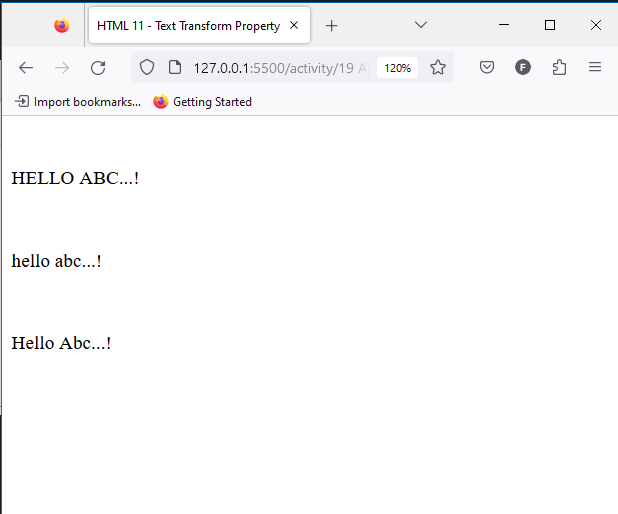 HTML 11 - Text Transform Property
127.0.0.1:5500/activity/19 A 120%
F
Import bookmarks... Getting Started
HELLO ABC...!
hello abc...!
Hello Abc...!